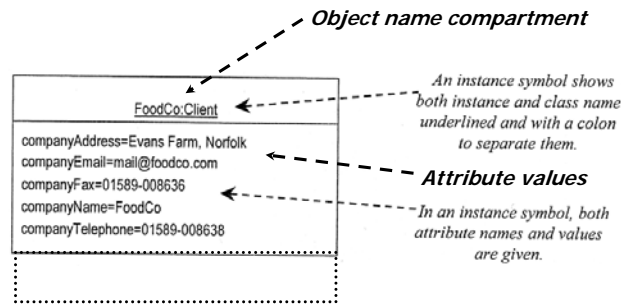 Object name compartment
An instance symbol shows
both instance and class name
underlined and with a colon
to separate them.
FoodCo:Client
companyAddress=Evans Farm, Norfolk
companyEmail=mail@foodco.com
companyFax=01589-008636
companyName=FoodCo
companyTelephone=01589-008638
Attribute values
In an instance symbol, both
attribute names and values
are given.